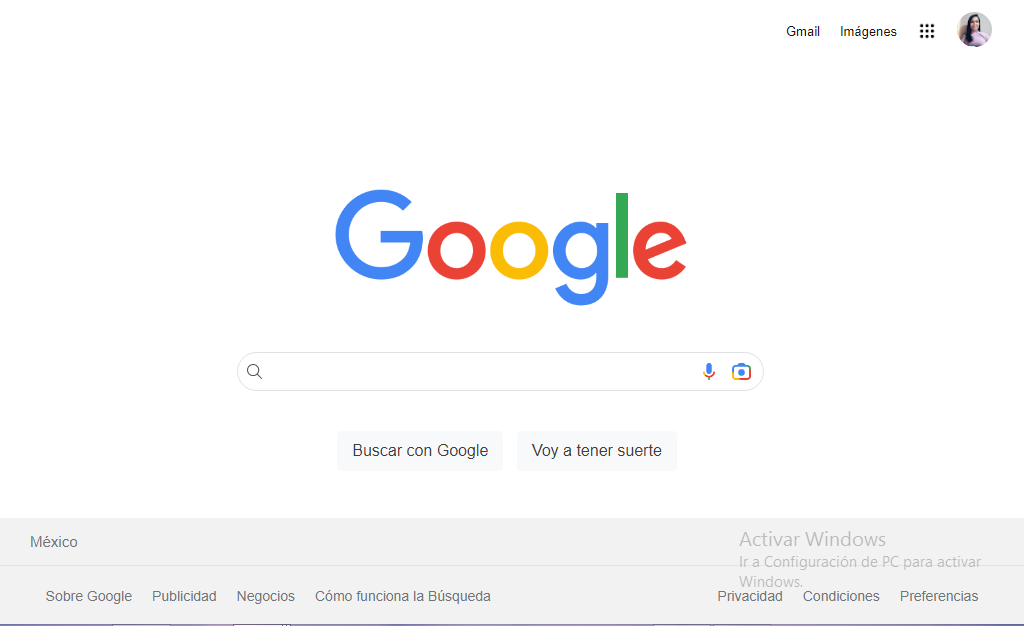 Gmail Imágenes
Google
Buscar con Google Voy a tener suerte
México
Activar Windows
Ir a Configuración de PC para activar
Windows.
Sobre Google Publicidad Negocios Cómo funciona la Búsqueda Privacidad Condiciones Preferencias